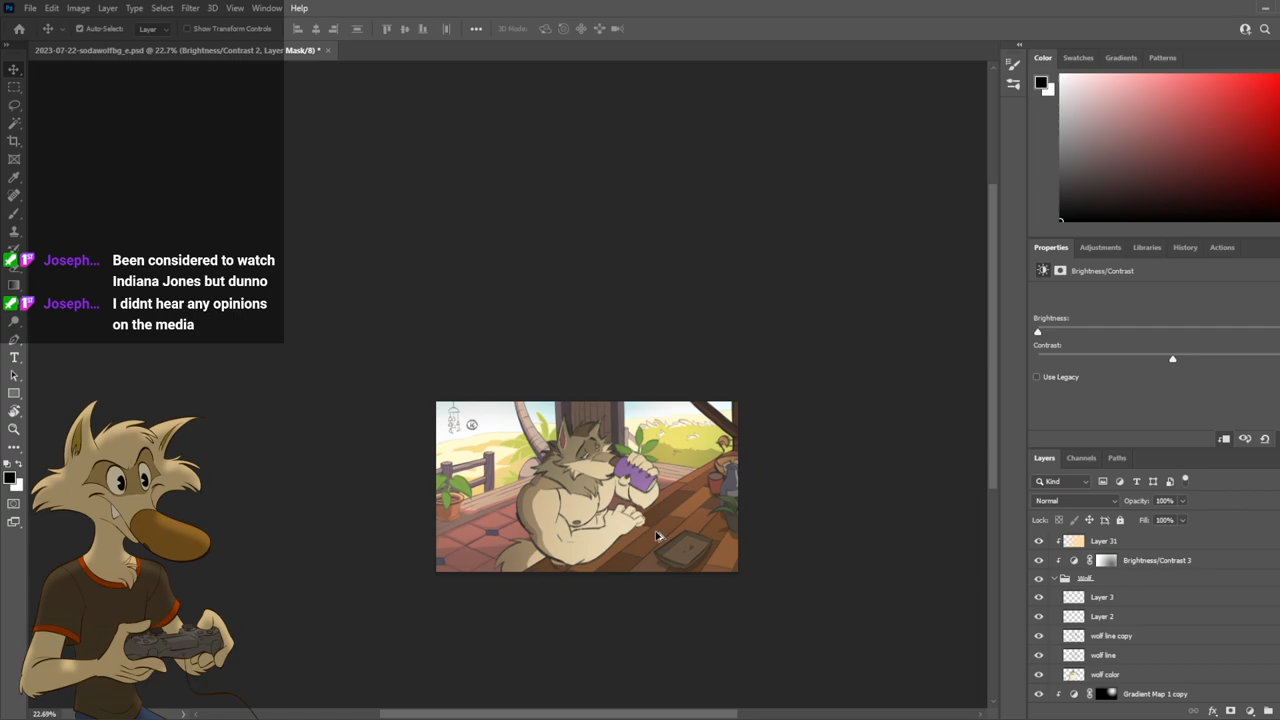 File Edit Image Layer Type Select Filter 3D View Window Help
Auto-Select: Layer Show Transform Controls 3D Mode:
2023-07-22-sodawolfbg_e.psd @ 22.7% (Brightness/Contrast 2, Layer Mask/8) *
Color Swatches Gradients Patterns
Properties Adjustments Libraries History Actions
Brightness/Contrast
Brightness:
Contrast:
Use Legacy
Joseph... Been considered to watch
Indiana Jones but dunno
Joseph... I didnt hear any opinions
on the media
Layers Channels Paths
Kind
Normal Opacity: 100%
Lock: Fill: 100%
Layer 31
Brightness/Contrast 3
Wolf
Layer 3
Layer 2
wolf line copy
wolf line
wolf color
Gradient Map 1 copy
22.69%